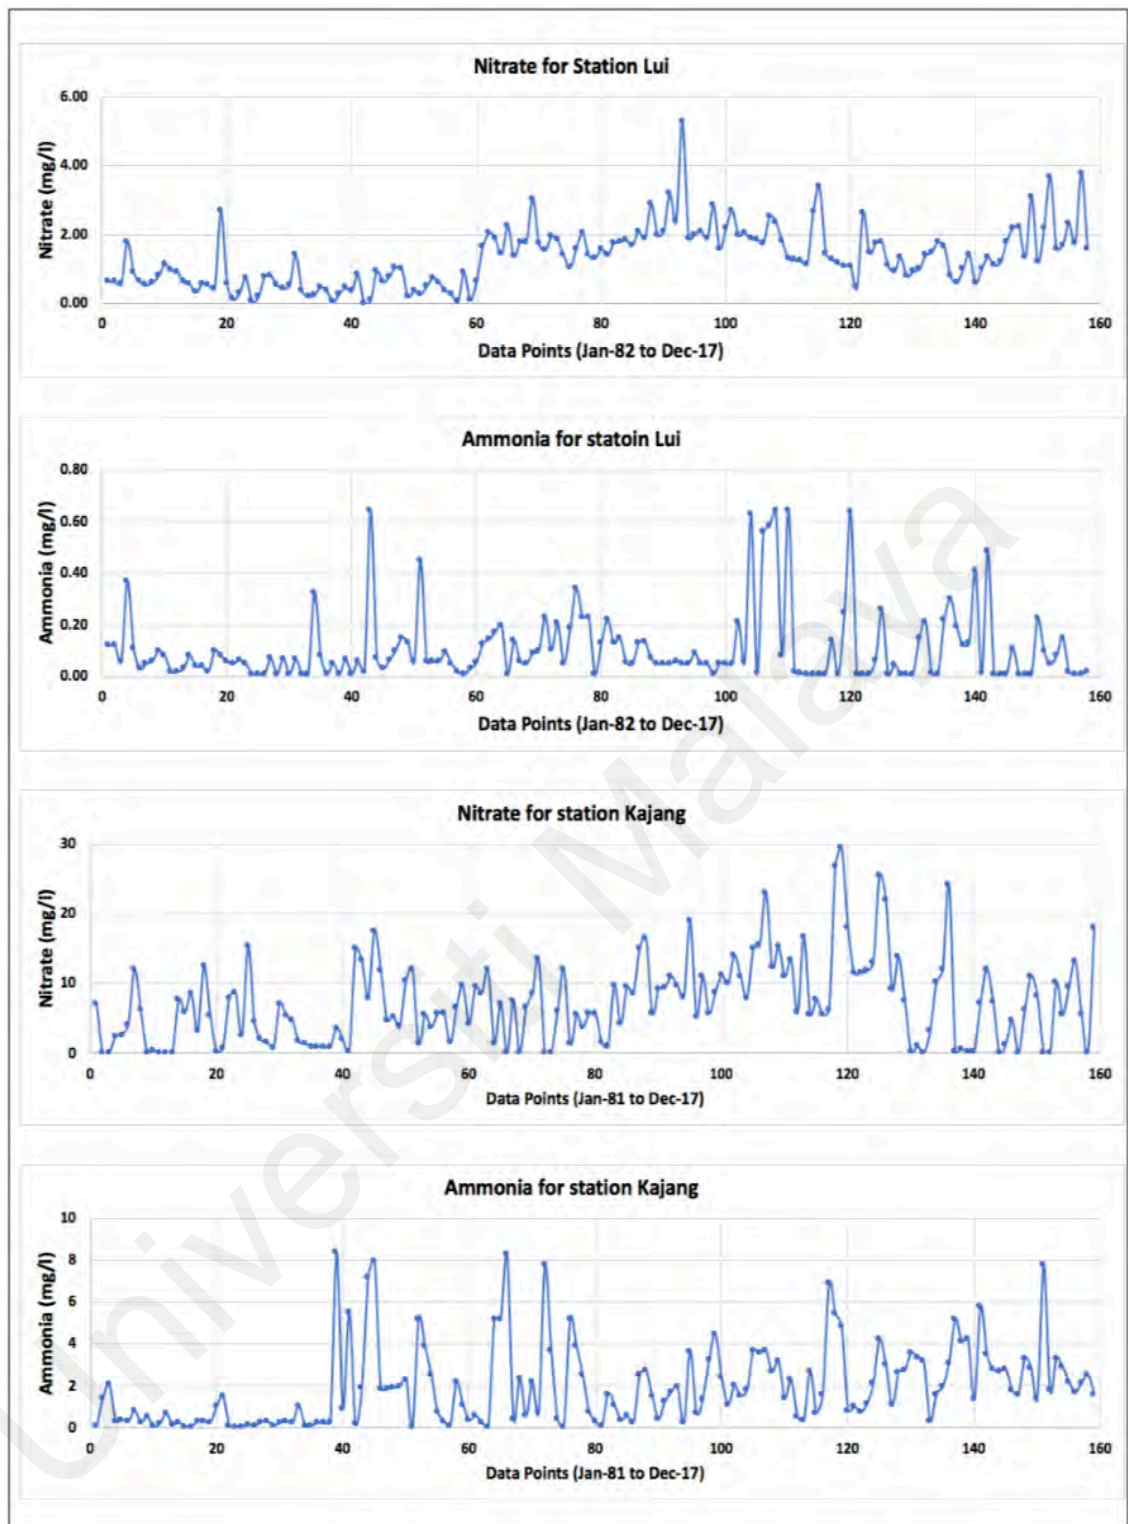 Nitrate for Station Lui
Nitrate (mg/l)
6.00
4.00
2.00
0.00
0 20 40 60 80 100 120 140 160
Data Points (Jan-82 to Dec-17)
Ammonia for statoin Lui
Ammonia (mg/l)
0.80
0.60
0.40
0.20
0.00
0 20 40 60 80 100 120 140 160
Data Points (Jan-82 to Dec-17)
Nitrate for station Kajang
Nitrate (mg/l)
30
20
10
0
0 20 40 60 80 100 120 140 160
Data Points (Jan-81 to Dec-17)
Ammonia for station Kajang
Ammonia (mg/l)
10
8
6
4
2
0
0 20 40 60 80 100 120 140 160
Data Points (Jan-81 to Dec-17)
Universiti Malaya